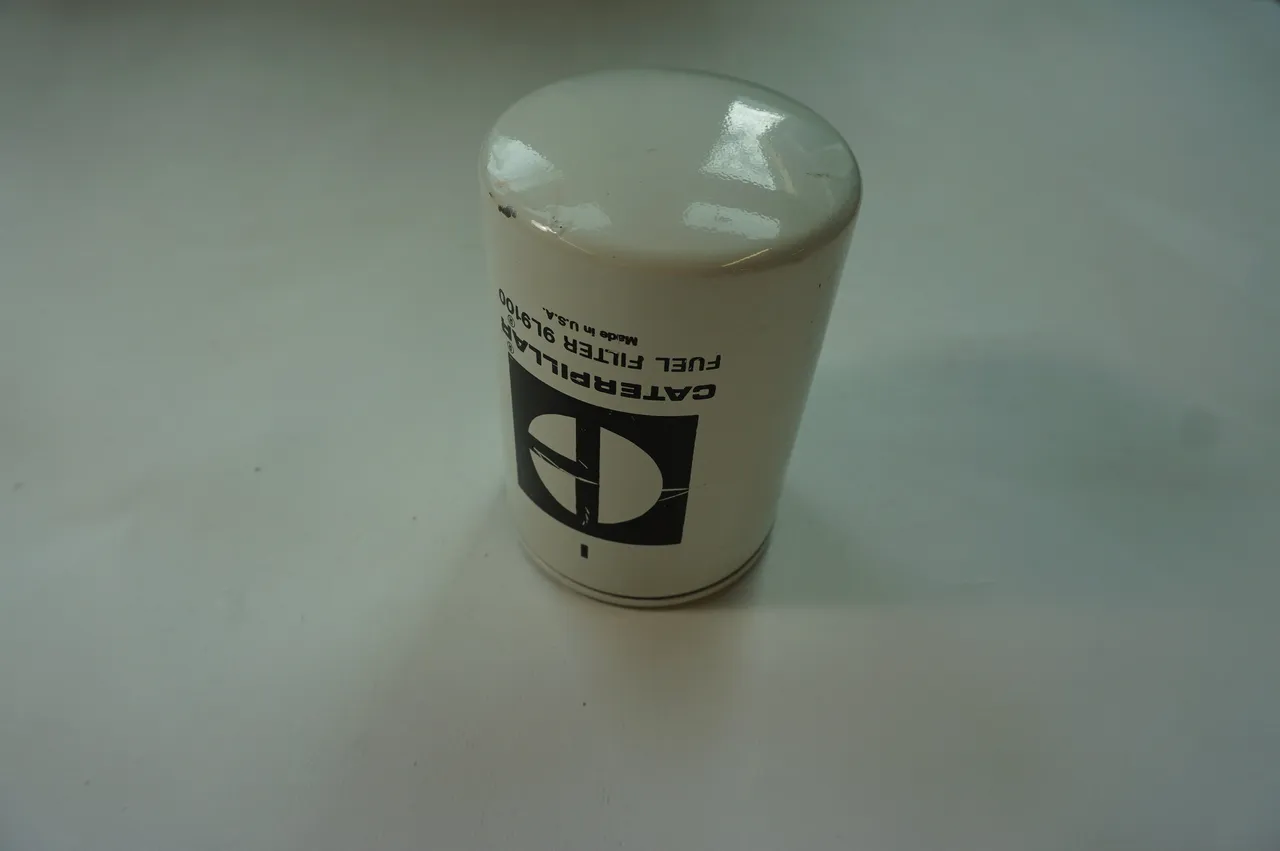 CATERPILLAR®
FUEL FILTER 9L9100®
Made in U.S.A.